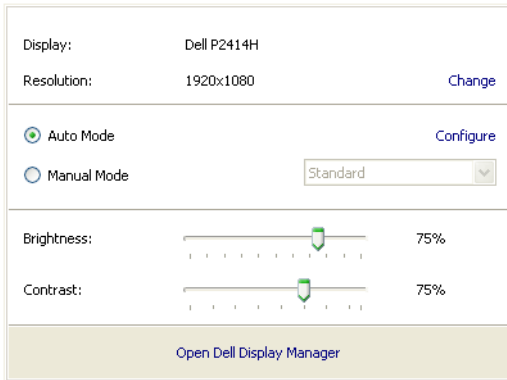 Display: Dell P2414H
Resolution: 1920x1080 Change
Auto Mode Configure
Manual Mode Standard
Brightness: 75%
Contrast: 75%
Open Dell Display Manager